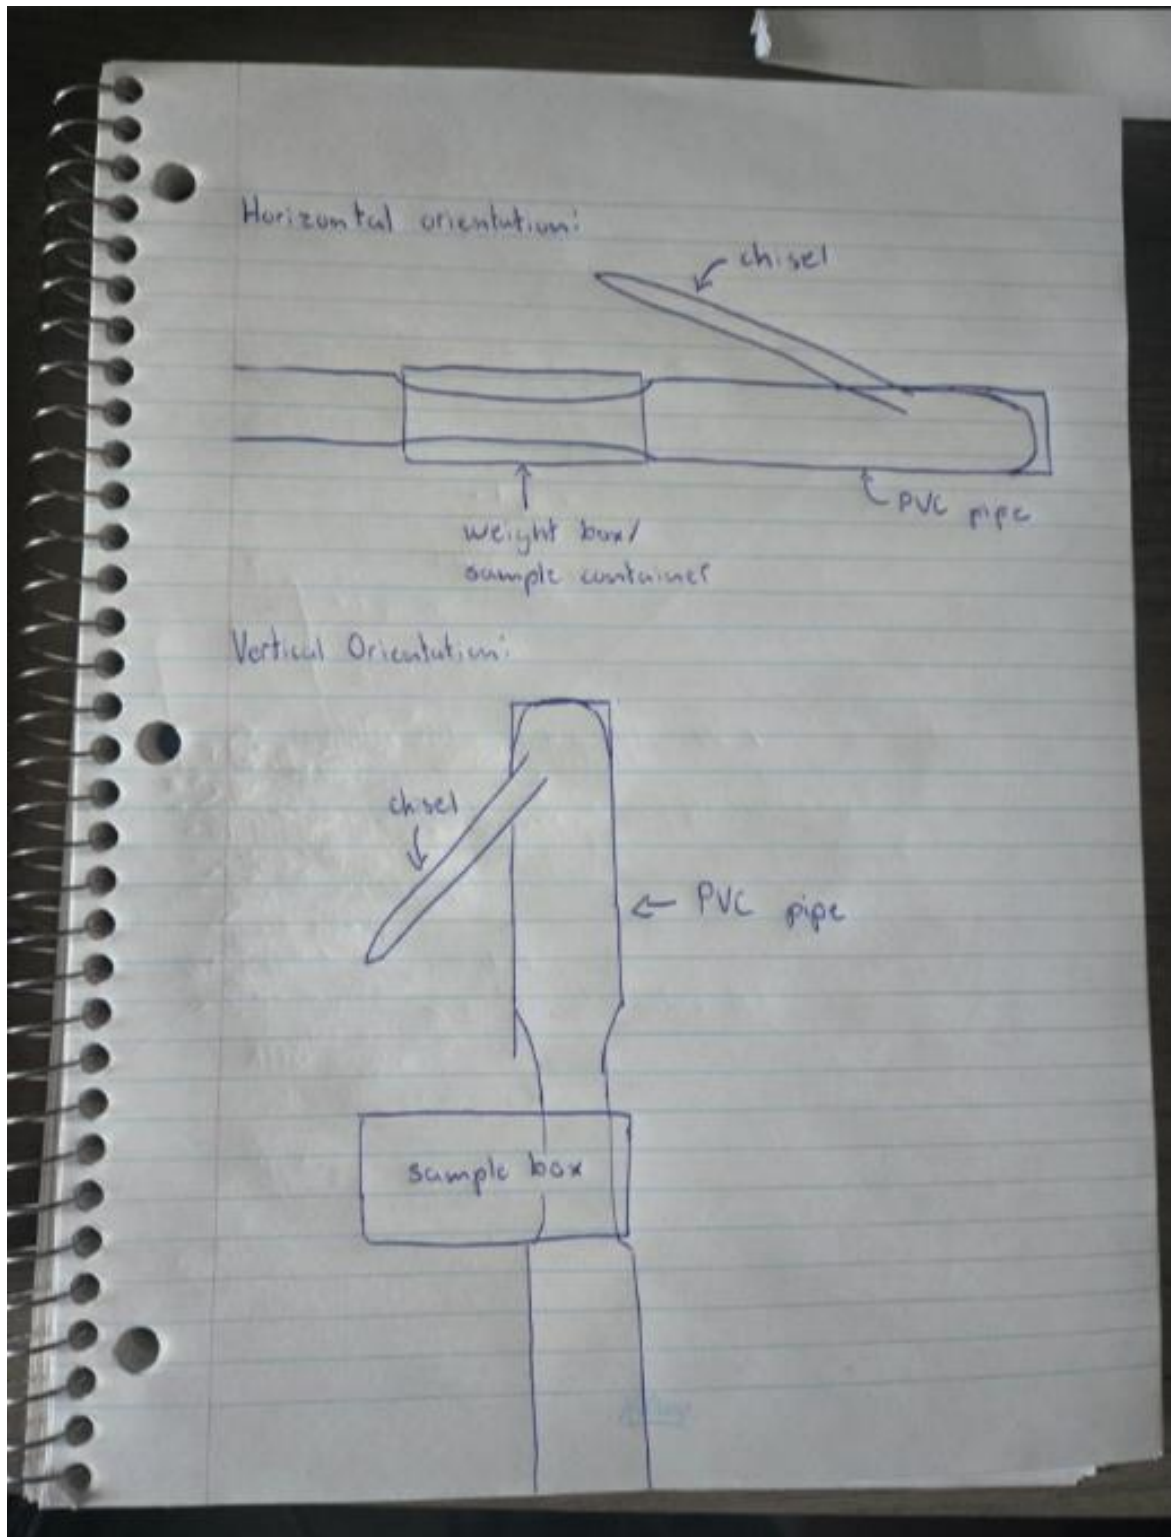 Horizontal orientation:
chisel
PVC pipe
weight box/
sample container
Vertical Orientation:
chisel
PVC pipe
sample box